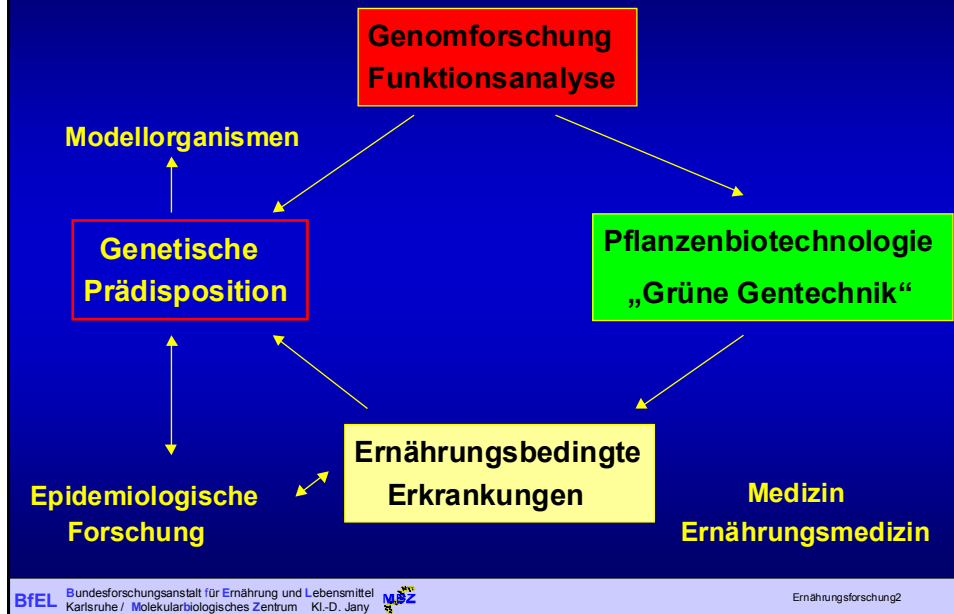 Genomforschung
Funktionsanalyse
Modellorganismen
Genetische
Prädisposition
Pflanzenbiotechnologie
„Grüne Gentechnik“
Ernährungsbedingte
Erkrankungen
Epidemiologische
Forschung
Medizin
Ernährungsmedizin
BfEL
Bundesforschungsanstalt für Ernährung und Lebensmittel
Karlsruhe / Molekularbiologisches Zentrum Kl.-D. Jany
MBZ
Ernährungsforschung2